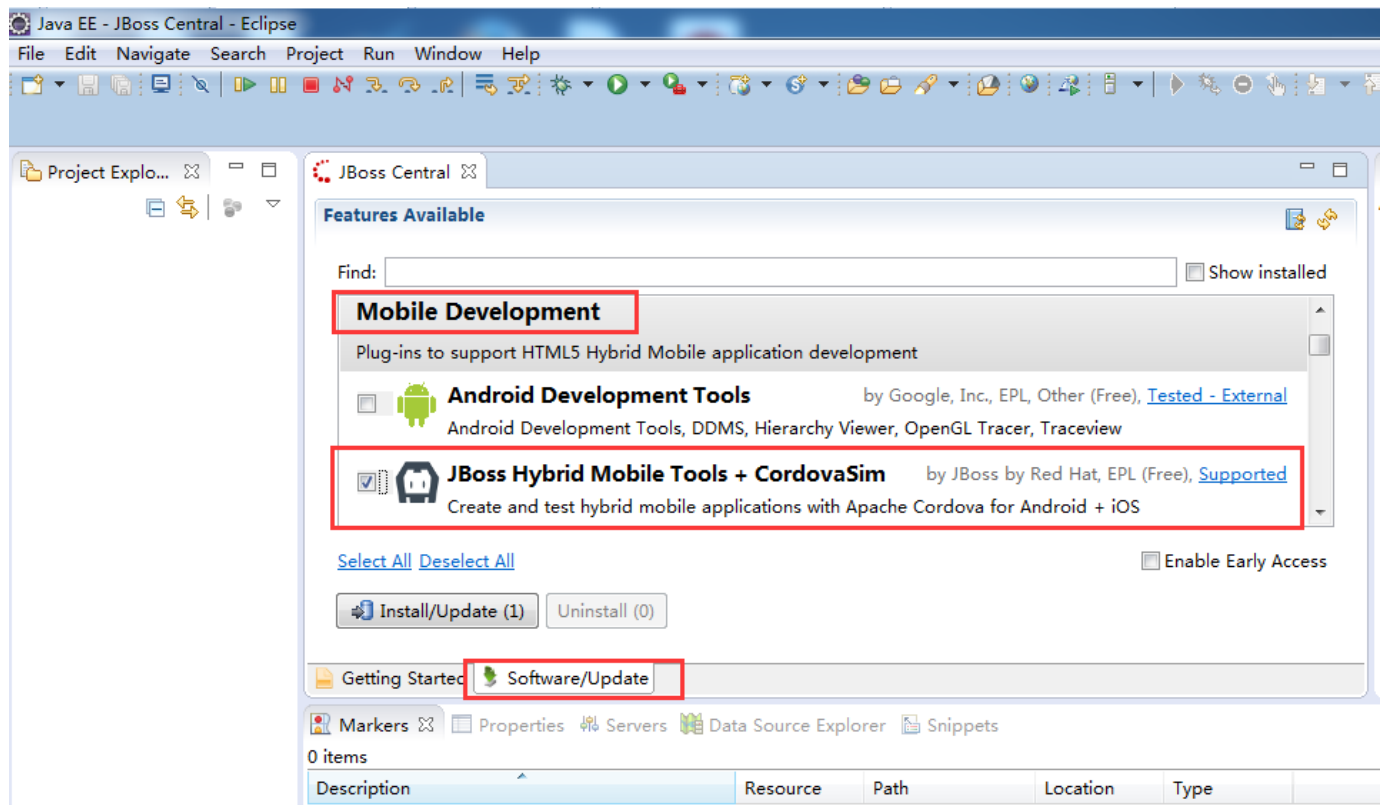 Java EE - JBoss Central - Eclipse
File Edit Navigate Search Project Run Window Help
Project Explo...
JBoss Central
Features Available
Find:
Show installed
Mobile Development
Plug-ins to support HTML5 Hybrid Mobile application development
Android Development Tools by Google, Inc., EPL, Other (Free), Tested - External
Android Development Tools, DDMS, Hierarchy Viewer, OpenGL Tracer, Traceview
JBoss Hybrid Mobile Tools + CordovaSim by JBoss by Red Hat, EPL (Free), Supported
Create and test hybrid mobile applications with Apache Cordova for Android + iOS
Select All Deselect All
Enable Early Access
Install/Update (1) Uninstall (0)
Getting Started Software/Update
Markers Properties Servers Data Source Explorer Snippets
0 items
Description Resource Path Location Type